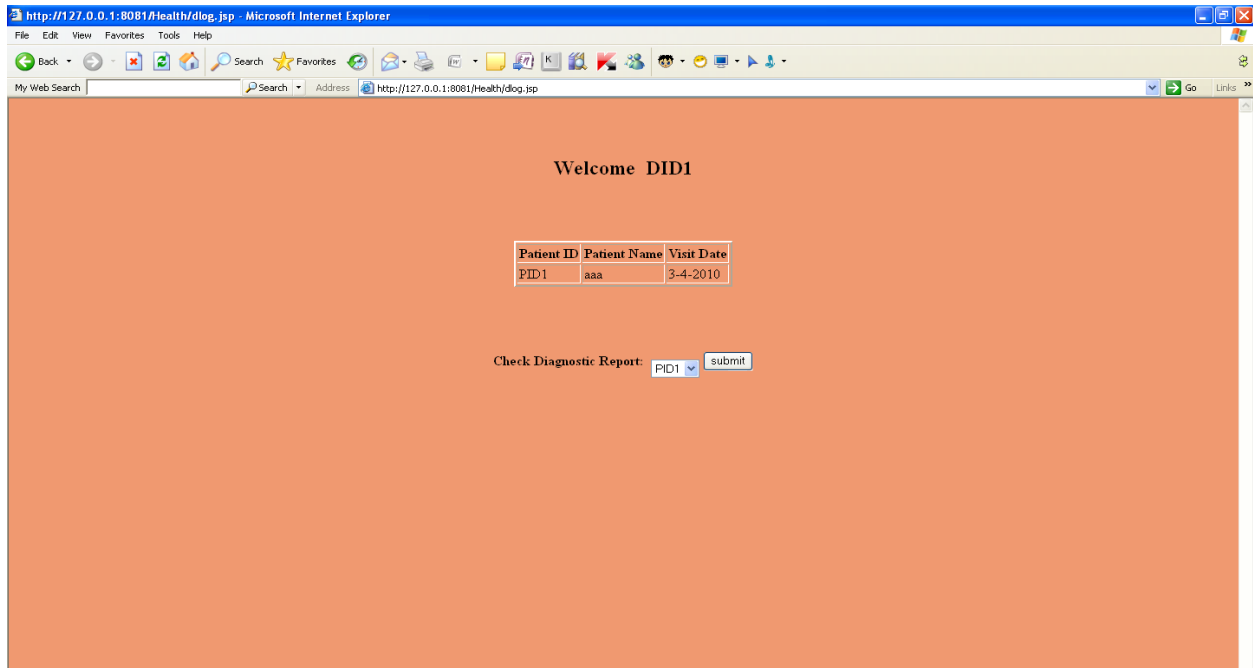 http://127.0.0.1:8081/Health/dlog.jsp - Microsoft Internet Explorer
File Edit View Favorites Tools Help
Back Search Favorites
My Web Search Search Address http://127.0.0.1:8081/Health/dlog.jsp Go Links »
Welcome DID1
Patient ID Patient Name Visit Date
PID1 aaa 3-4-2010
Check Diagnostic Report: PID1 submit